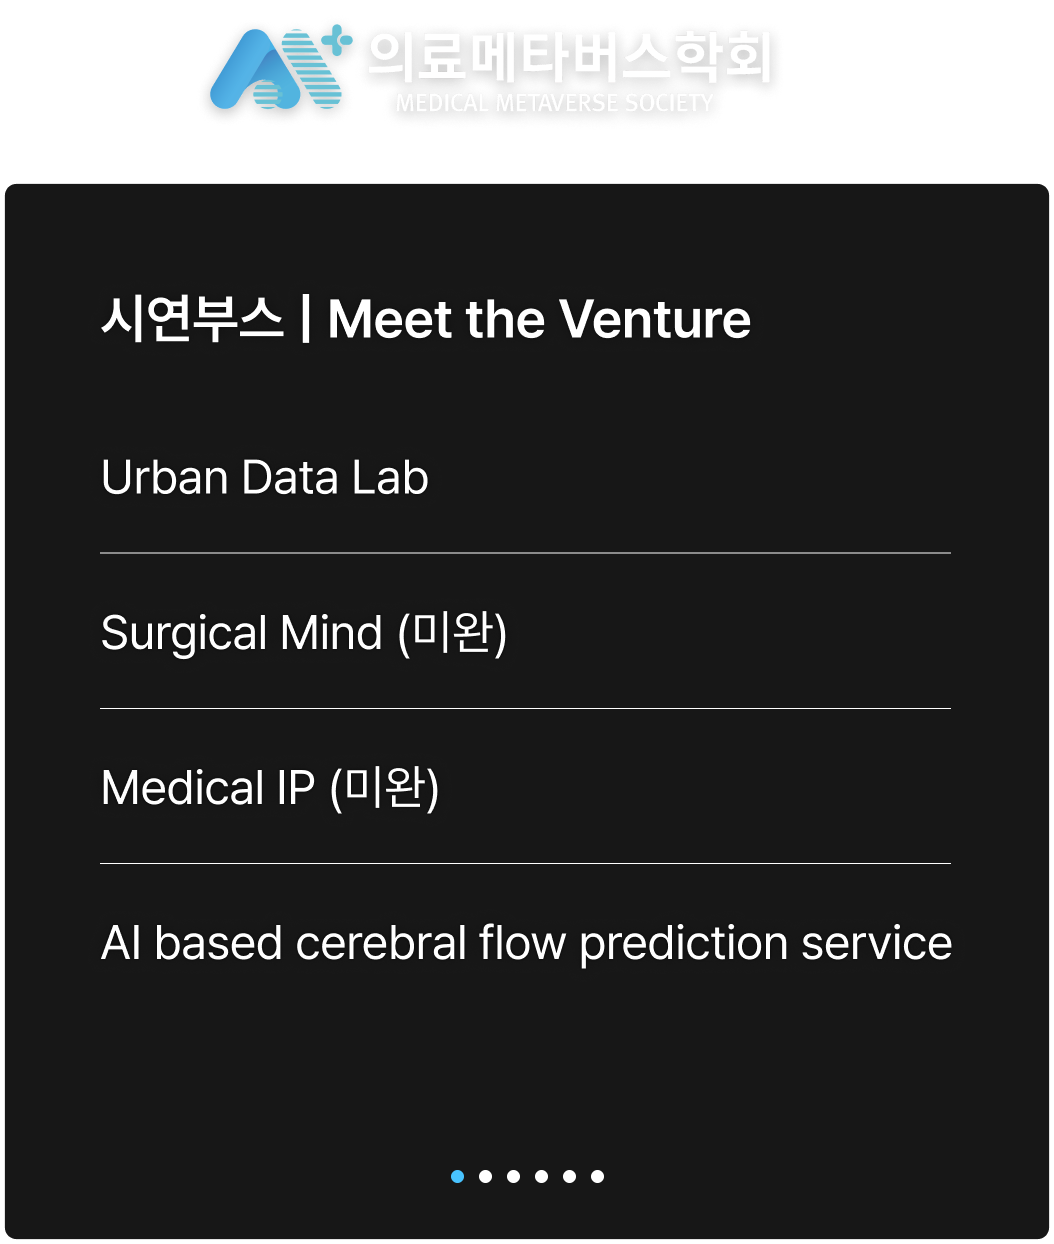 의료메타버스학회
MEDICAL METAVERSE SOCIETY
시연부스 | Meet the Venture
Urban Data Lab
Surgical Mind (미완)
Medical IP (미완)
AI based cerebral flow prediction service